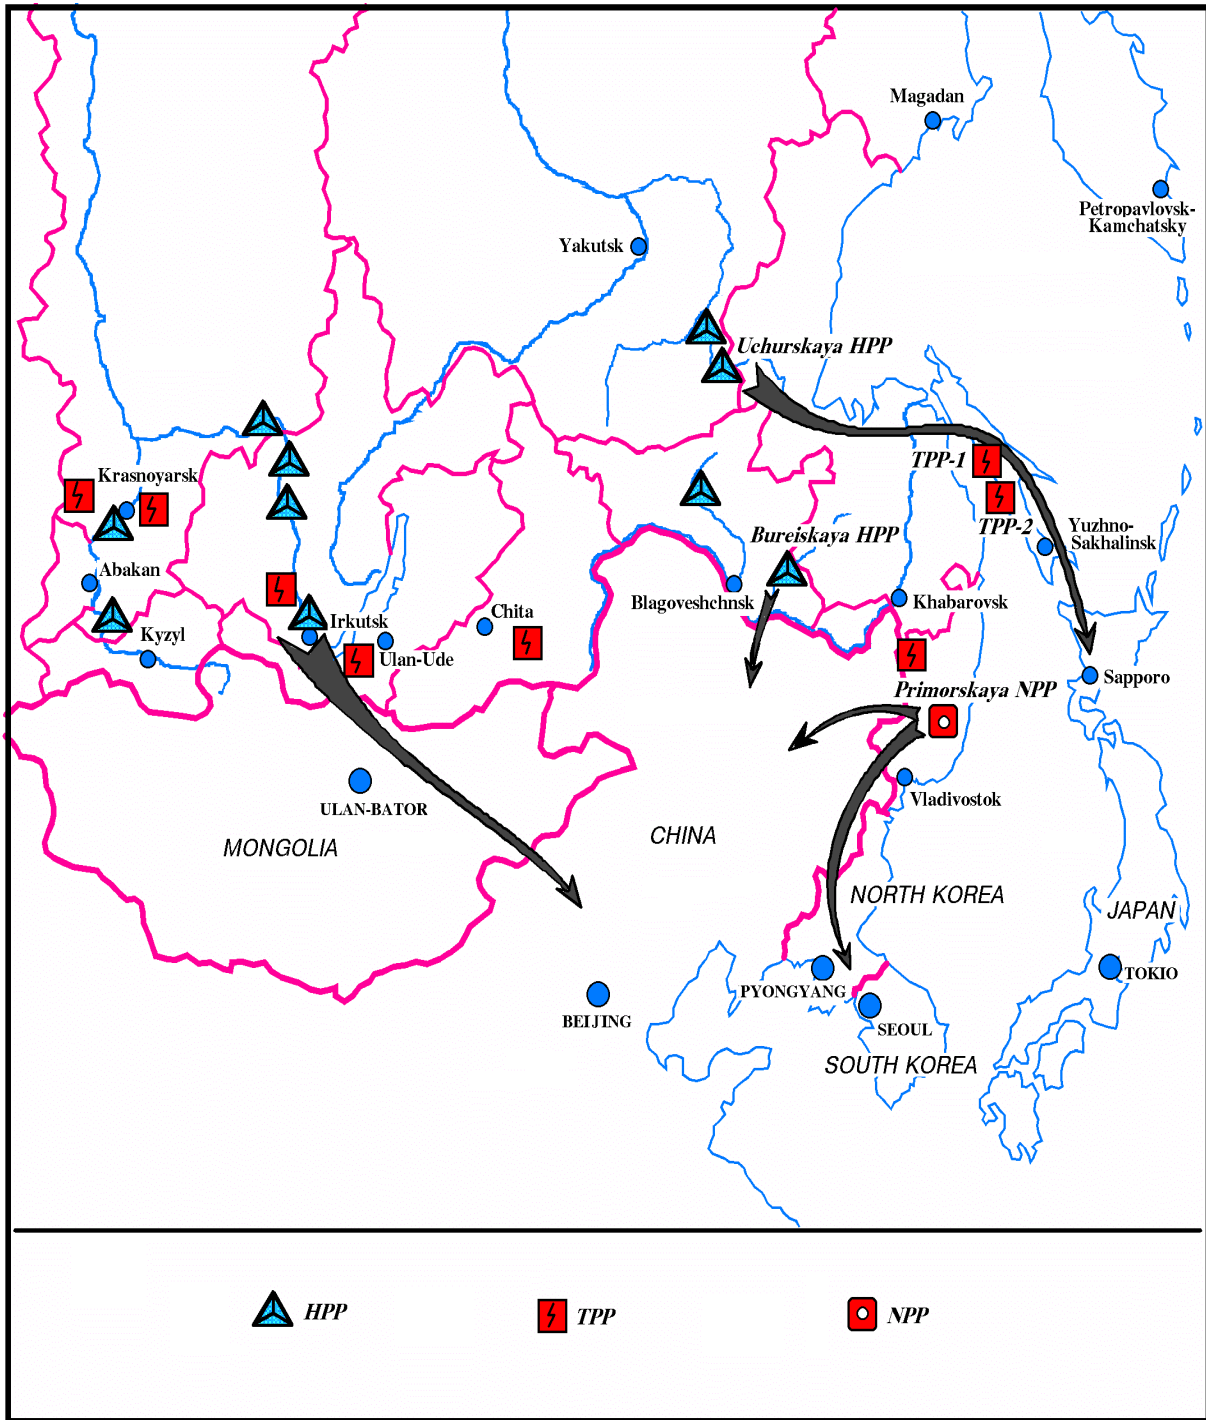 Magadan
Petropavlovsk-
Kamchatsky
Yakutsk
Uchurskaya HPP
TPP-1
Krasnoyarsk
TPP-2
Yuzhno-
Sakhalinsk
Bureiskaya HPP
Abakan
Blagoveshchnsk
Khabarovsk
Chita
Irkutsk
Kyzyl
Ulan-Ude
Sapporo
Primorskaya NPP
Vladivostok
ULAN-BATOR
MONGOLIA
CHINA
NORTH KOREA
JAPAN
TOKIO
PYONGYANG
BEIJING
SEOUL
SOUTH KOREA
HPP
TPP
NPP